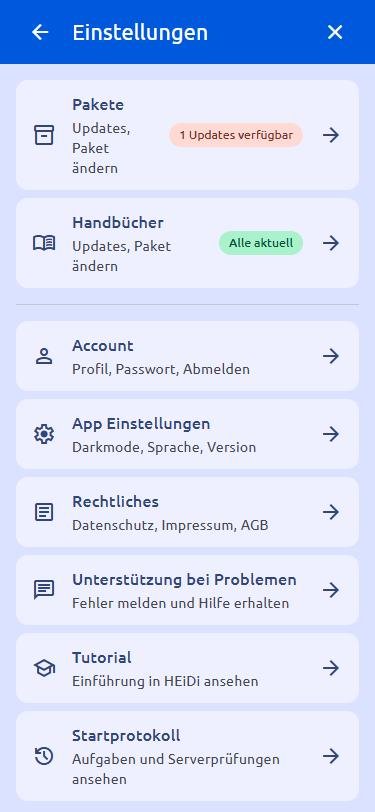 Einstellungen
Pakete
Updates,
Paket
ändern
1 Updates verfügbar
Handbücher
Updates, Paket
ändern
Alle aktuell
Account
Profil, Passwort, Abmelden
App Einstellungen
Darkmode, Sprache, Version
Rechtliches
Datenschutz, Impressum, AGB
Unterstützung bei Problemen
Fehler melden und Hilfe erhalten
Tutorial
Einführung in HEiDi ansehen
Startprotokoll
Aufgaben und Serverprüfungen
ansehen